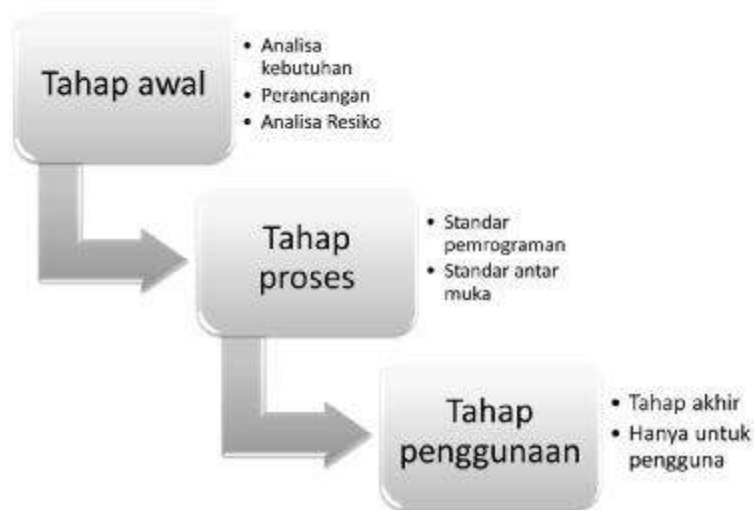 Tahap awal
• Analisa
kebutuhan
• Perancangan
• Analisa Resiko
Tahap
proses
• Standar
pemrograman
• Standar antar
muka
Tahap
penggunaan
• Tahap akhir
• Hanya untuk
pengguna